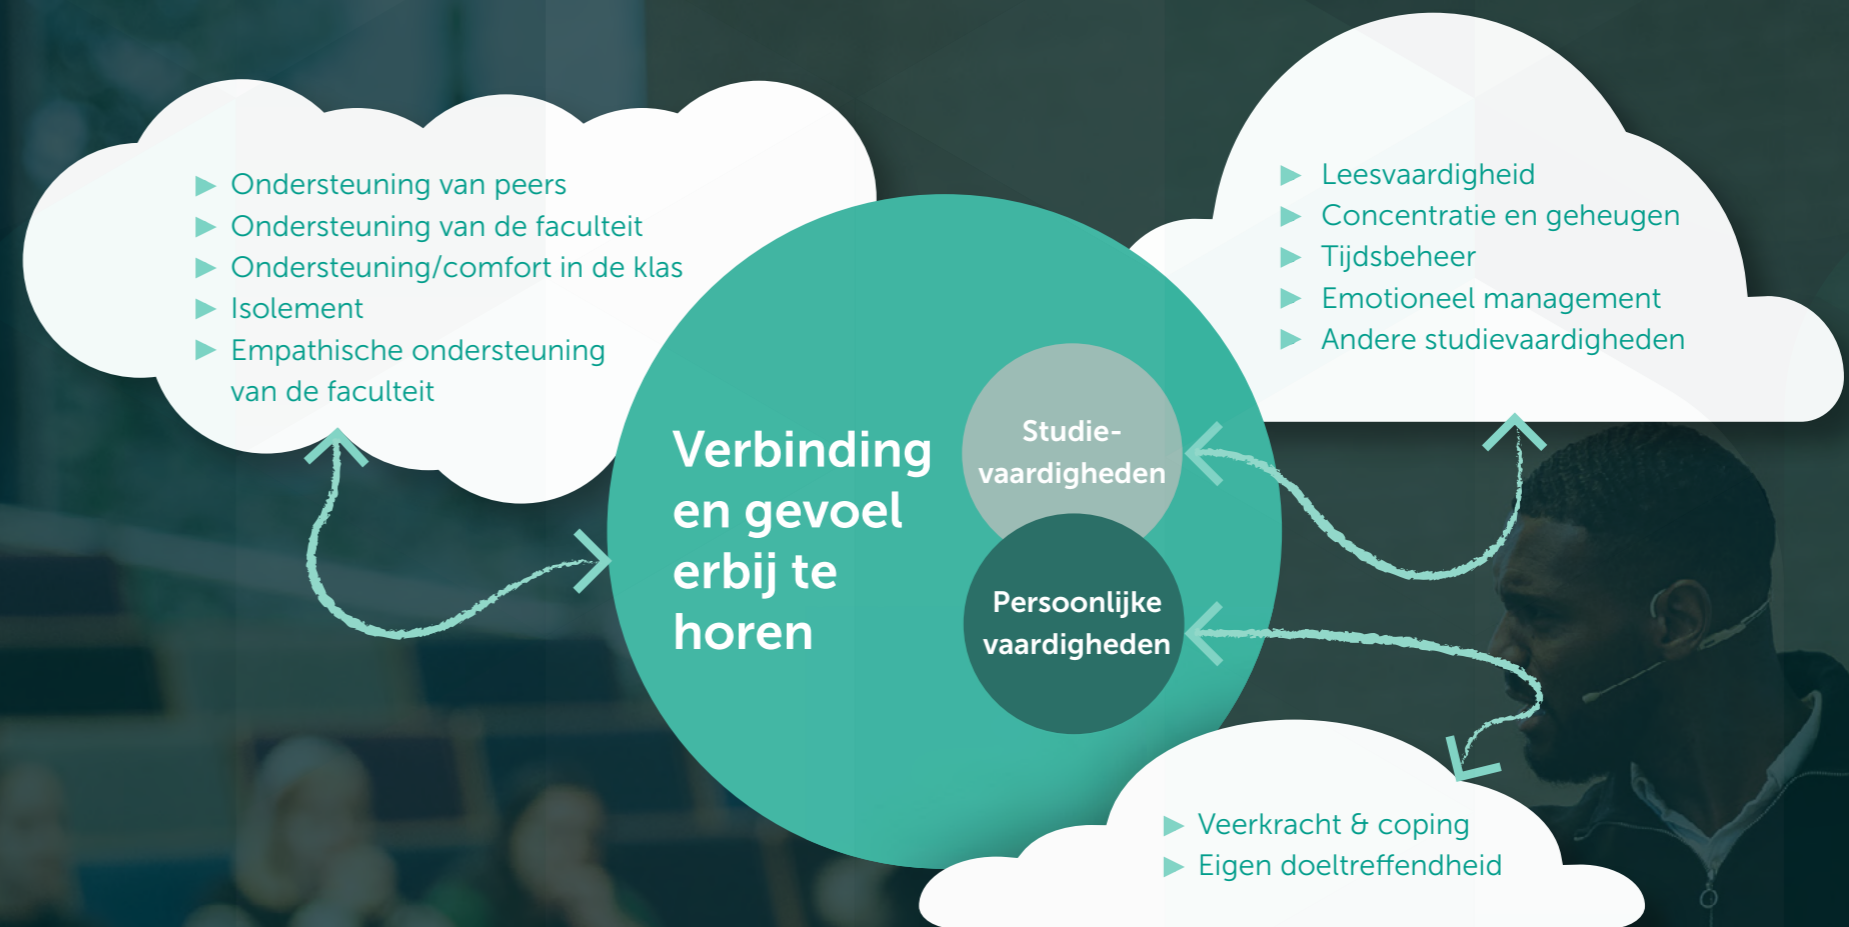 ► Ondersteuning van peers
► Ondersteuning van de faculteit
► Ondersteuning/comfort in de klas
► Isolement
► Empathische ondersteuning
van de faculteit
► Leesvaardigheid
► Concentratie en geheugen
► Tijdsbeheer
► Emotioneel management
► Andere studievaardigheden
Verbinding
en gevoel
erbij te
horen
Studie-
vaardigheden
Persoonlijke
vaardigheden
► Veerkracht & coping
► Eigen doeltreffendheid